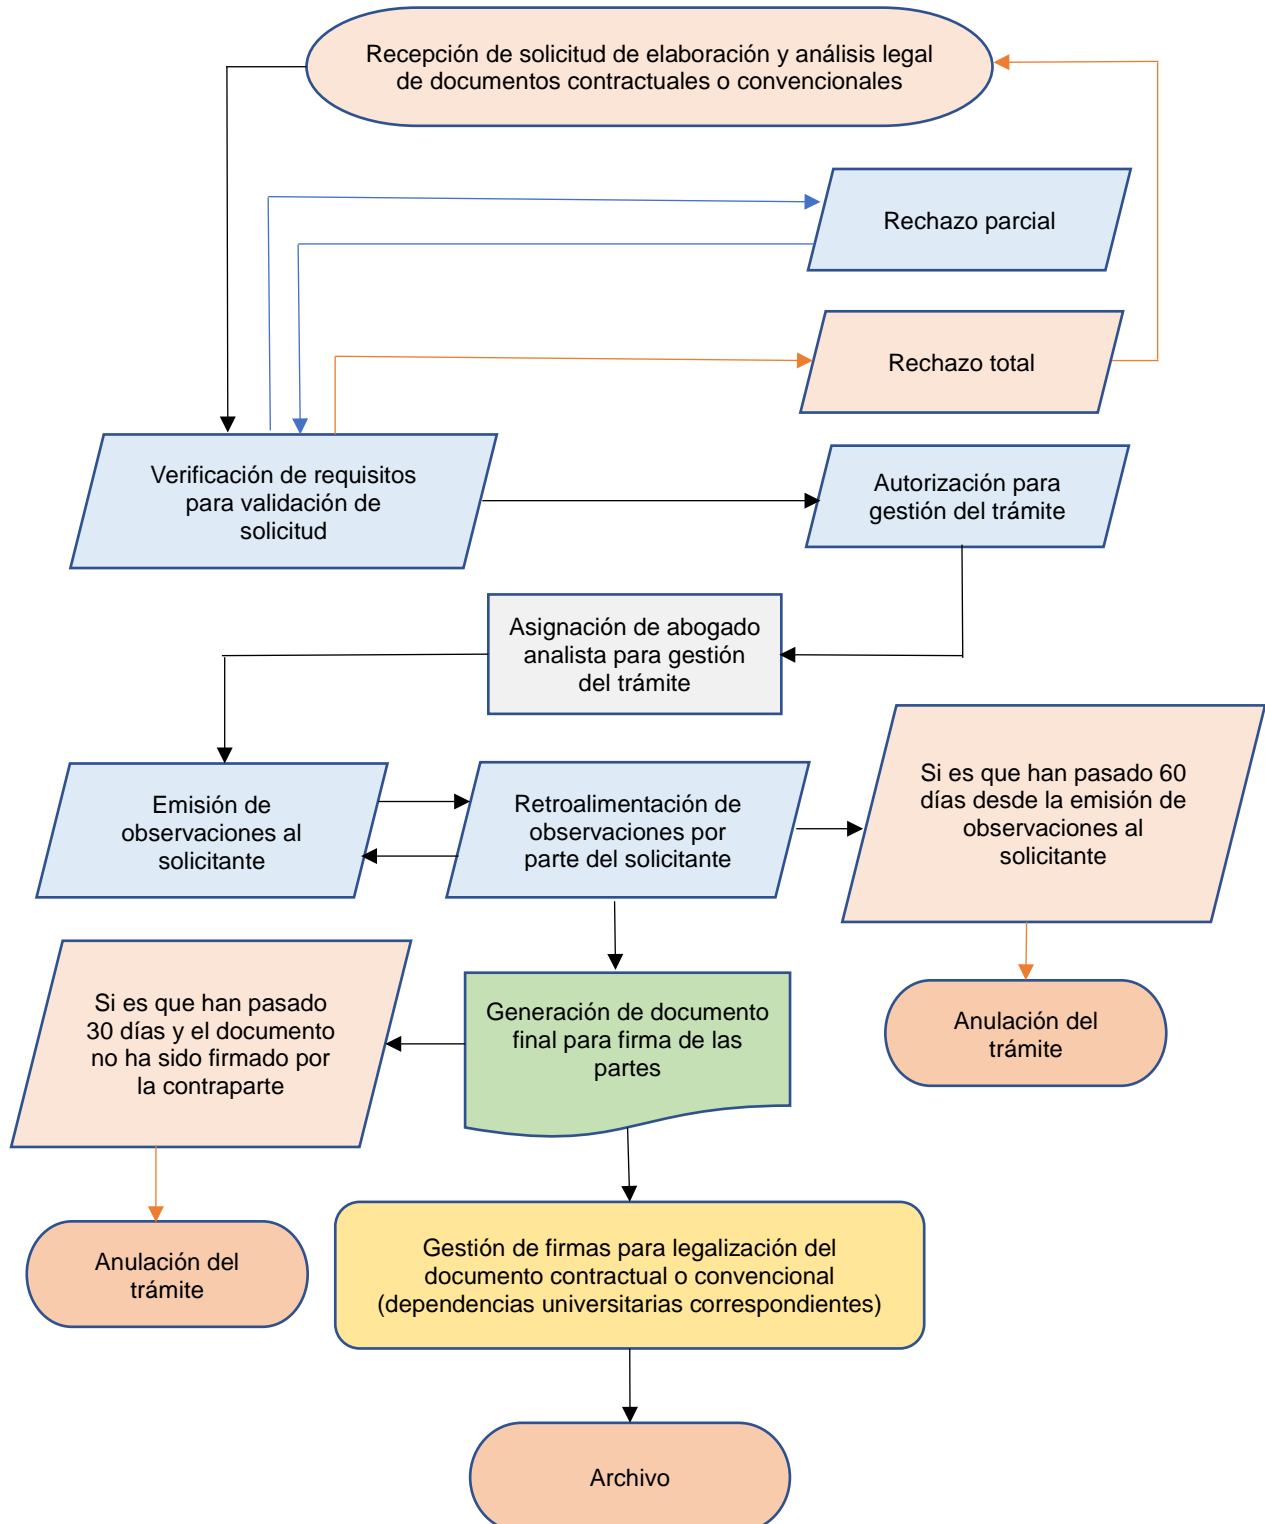 Recepción de solicitud de elaboración y análisis legal
de documentos contractuales o convencionales
Rechazo parcial
Rechazo total
Verificación de requisitos
para validación de
solicitud
Autorización para
gestión del trámite
Asignación de abogado
analista para gestión
del trámite
Emisión de
observaciones al
solicitante
Retroalimentación de
observaciones por
parte del solicitante
Si es que han pasado 60
días desde la emisión de
observaciones al
solicitante
Anulación del
trámite
Generación de documento
final para firma de las
partes
Si es que han pasado
30 días y el documento
no ha sido firmado por
la contraparte
Anulación del
trámite
Gestión de firmas para legalización del
documento contractual o convencional
(dependencias universitarias correspondientes)
Archivo